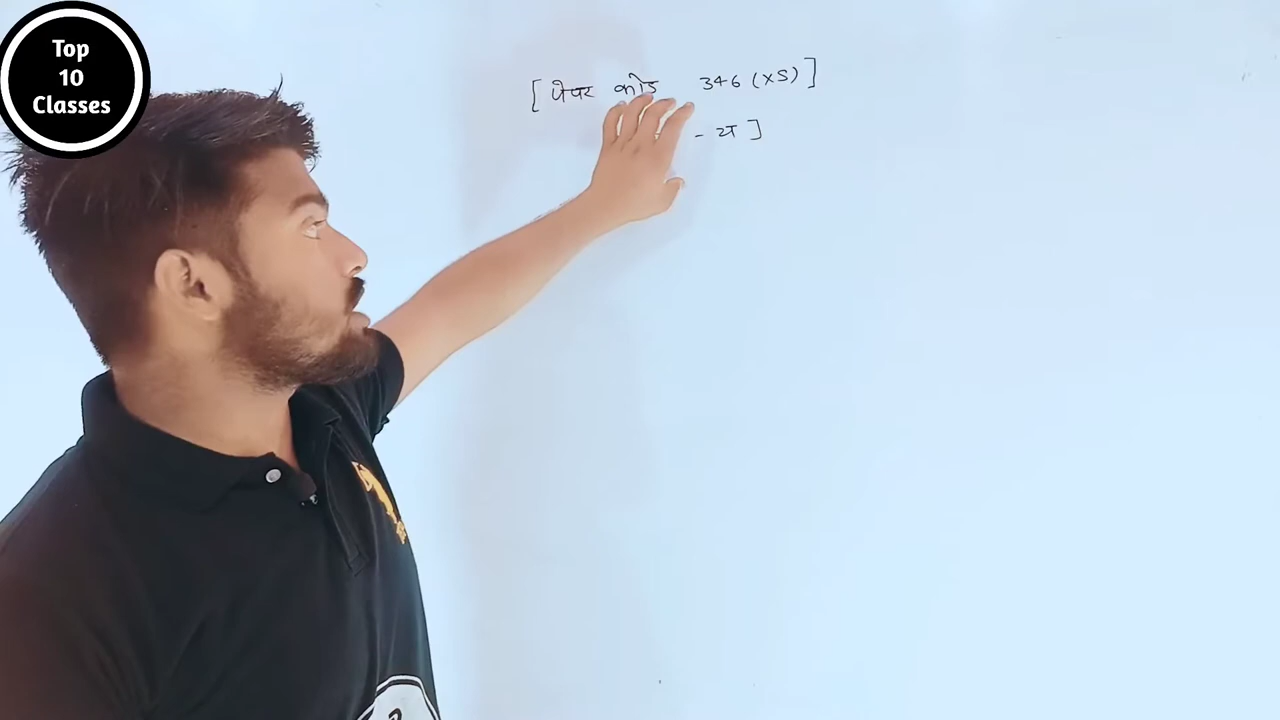 Top
10
Classes
[ पेपर कोड 346 (XS) ]
- य ]